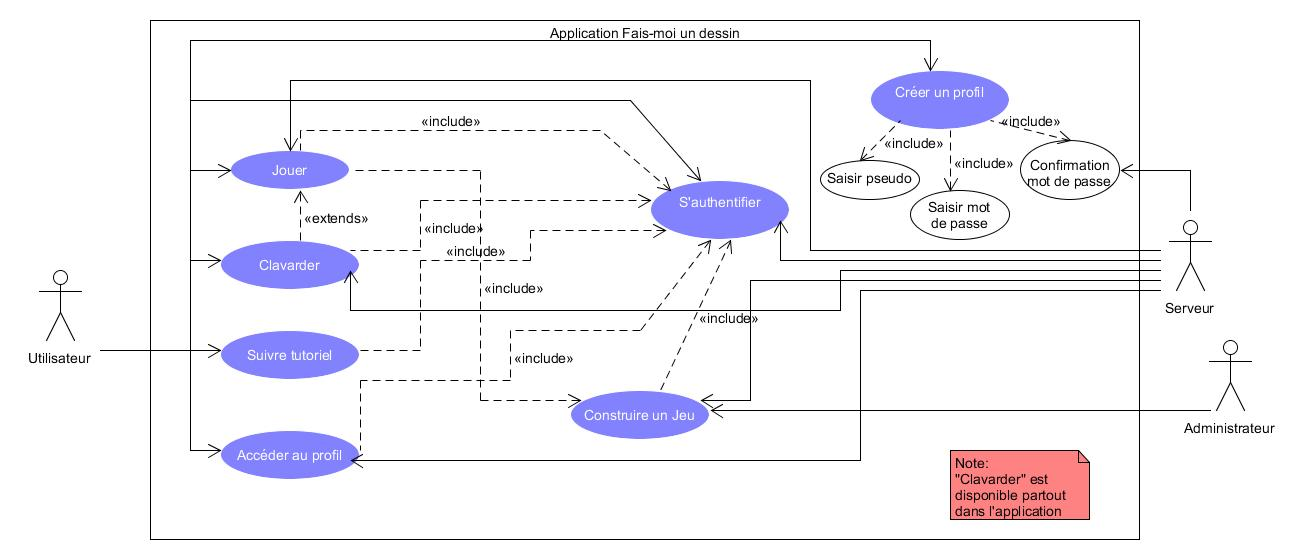 Application Fais-moi un dessin
Créer un profil
«include»
«include»
«include»
«include»
Jouer
Confirmation
mot de passe
Saisir pseudo
S'authentifier
Saisir mot
de passe
«extends»
«include»
«include»
Clavarder
«include»
Serveur
«include»
Utilisateur
Suivre tutoriel
«include»
Construire un Jeu
Administrateur
Accéder au profil
Note:
"Clavarder" est
disponible partout
dans l'application